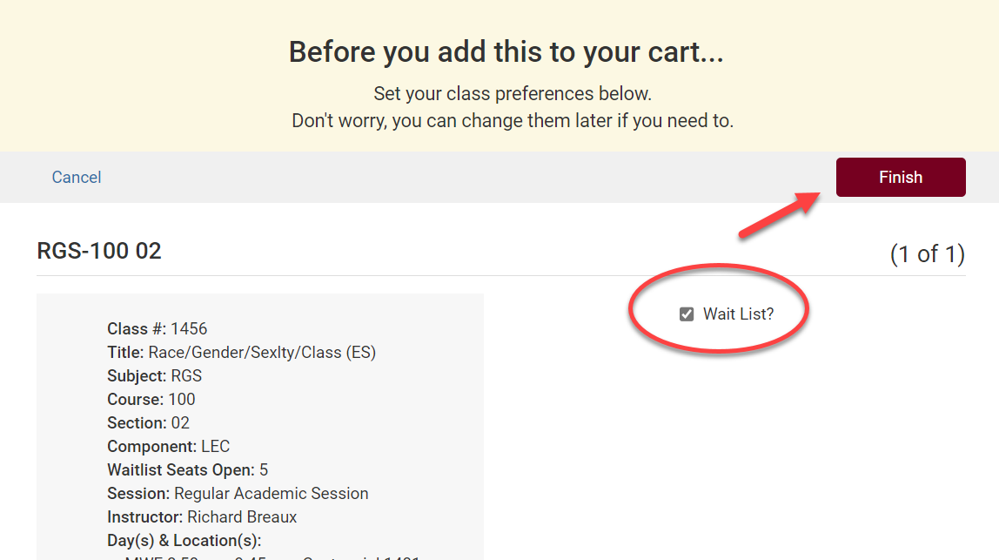 Before you add this to your cart...
Set your class preferences below.
Don't worry, you can change them later if you need to.
Cancel
Finish
RGS-100 02
(1 of 1)
Wait List?
Class #: 1456
Title: Race/Gender/Sexlty/Class (ES)
Subject: RGS
Course: 100
Section: 02
Component: LEC
Waitlist Seats Open: 5
Session: Regular Academic Session
Instructor: Richard Breaux
Day(s) & Location(s):